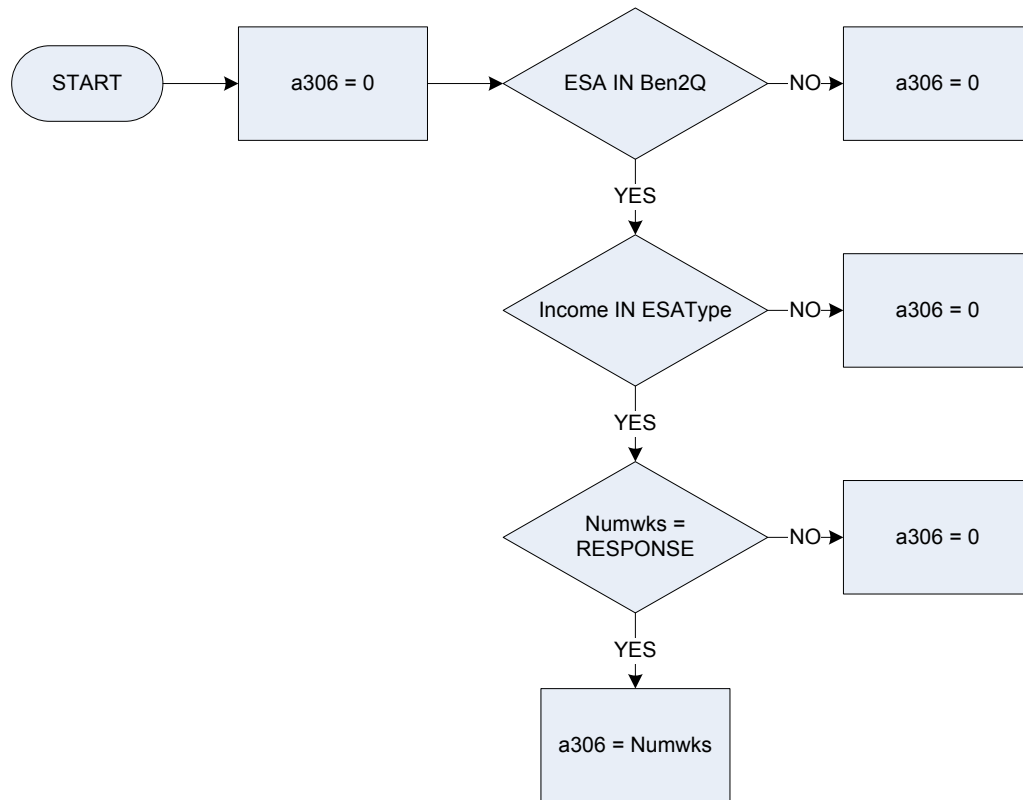 START
a306 = 0
ESA IN Ben2Q
NO
a306 = 0
YES
Income IN ESAType
NO
a306 = 0
YES
Numwks =
RESPONSE
NO
a306 = 0
YES
a306 = Numwks